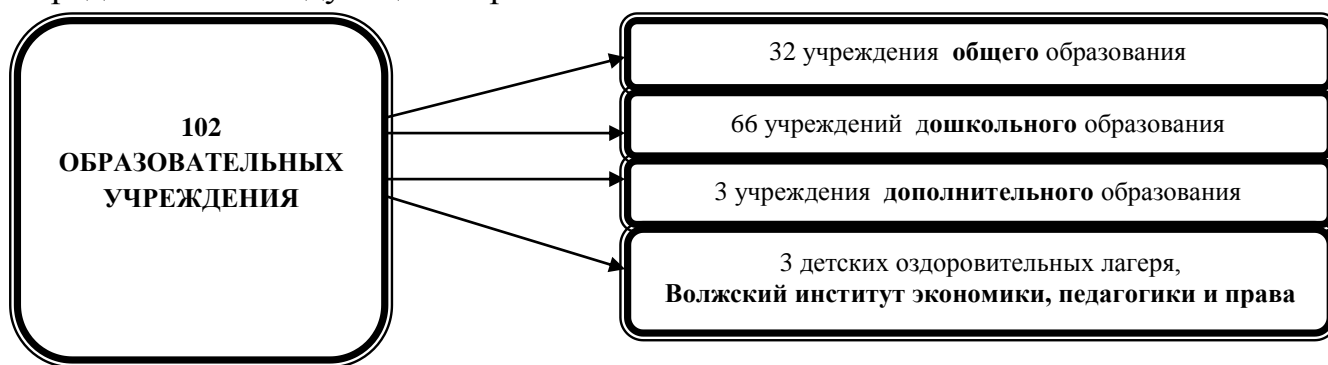 102
ОБРАЗОВАТЕЛЬНЫХ
УЧРЕЖДЕНИЯ
32 учреждения общего образования
66 учреждений дошкольного образования
3 учреждения дополнительного образования
3 детских оздоровительных лагеря,
Волжский институт экономики, педагогики и права